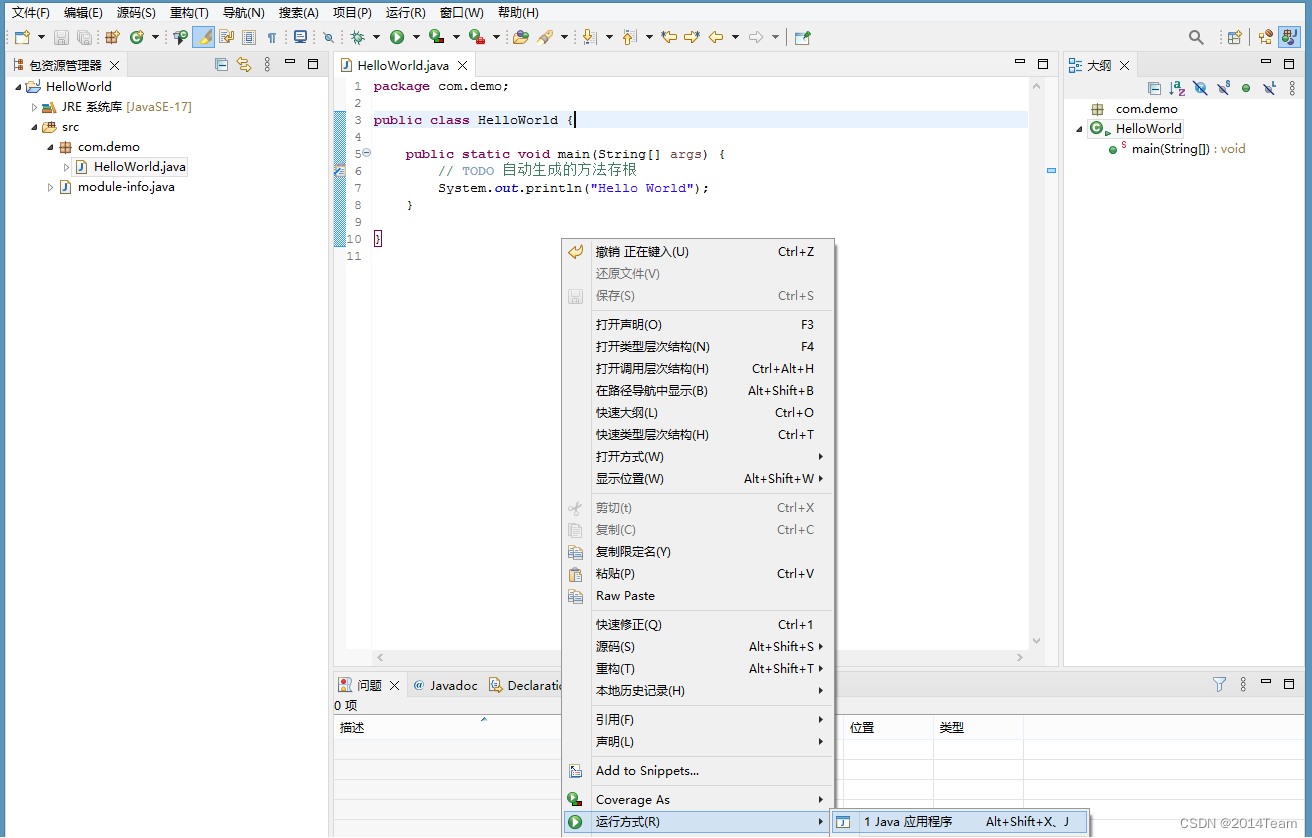 文件(F) 编辑(E) 源码(S) 重构(T) 导航(N) 搜索(A) 项目(P) 运行(R) 窗口(W) 帮助(H)
包资源管理器
HelloWorld
JRE 系统库 [JavaSE-17]
src
com.demo
HelloWorld.java
module-info.java
HelloWorld.java
1 package com.demo;
2
3 public class HelloWorld {
4
5 public static void main(String[] args) {
6 // TODO 自动生成的方法存根
7 System.out.println("Hello World");
8 }
9
10 }
11
大纲
com.demo
HelloWorld
main(String[]) : void
撤销 正在键入(U) Ctrl+Z
还原文件(V)
保存(S) Ctrl+S
打开声明(O) F3
打开类型层次结构(N) F4
打开调用层次结构(H) Ctrl+Alt+H
在路径导航中显示(B) Alt+Shift+B
快速大纲(L) Ctrl+O
快速类型层次结构(H) Ctrl+T
打开方式(W)
显示位置(W) Alt+Shift+W
剪切(t) Ctrl+X
复制(C) Ctrl+C
复制限定名(Y)
粘贴(P) Ctrl+V
Raw Paste
快速修正(Q) Ctrl+1
源码(S) Alt+Shift+S
重构(T) Alt+Shift+T
本地历史记录(H)
引用(F)
声明(L)
Add to Snippets...
Coverage As
运行方式(R)
1 Java 应用程序 Alt+Shift+X、J
问题 @ Javadoc Declaratio
0 项
描述 位置 类型
CSDN @2014Team